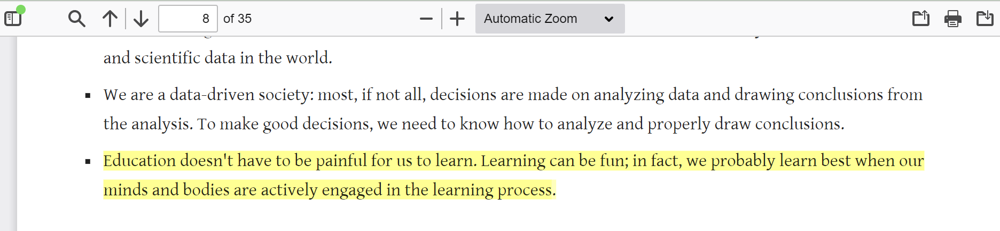 8 of 35
Automatic Zoom
and scientific data in the world.
▪ We are a data-driven society: most, if not all, decisions are made on analyzing data and drawing conclusions from
the analysis. To make good decisions, we need to know how to analyze and properly draw conclusions.
▪ Education doesn't have to be painful for us to learn. Learning can be fun; in fact, we probably learn best when our
minds and bodies are actively engaged in the learning process.